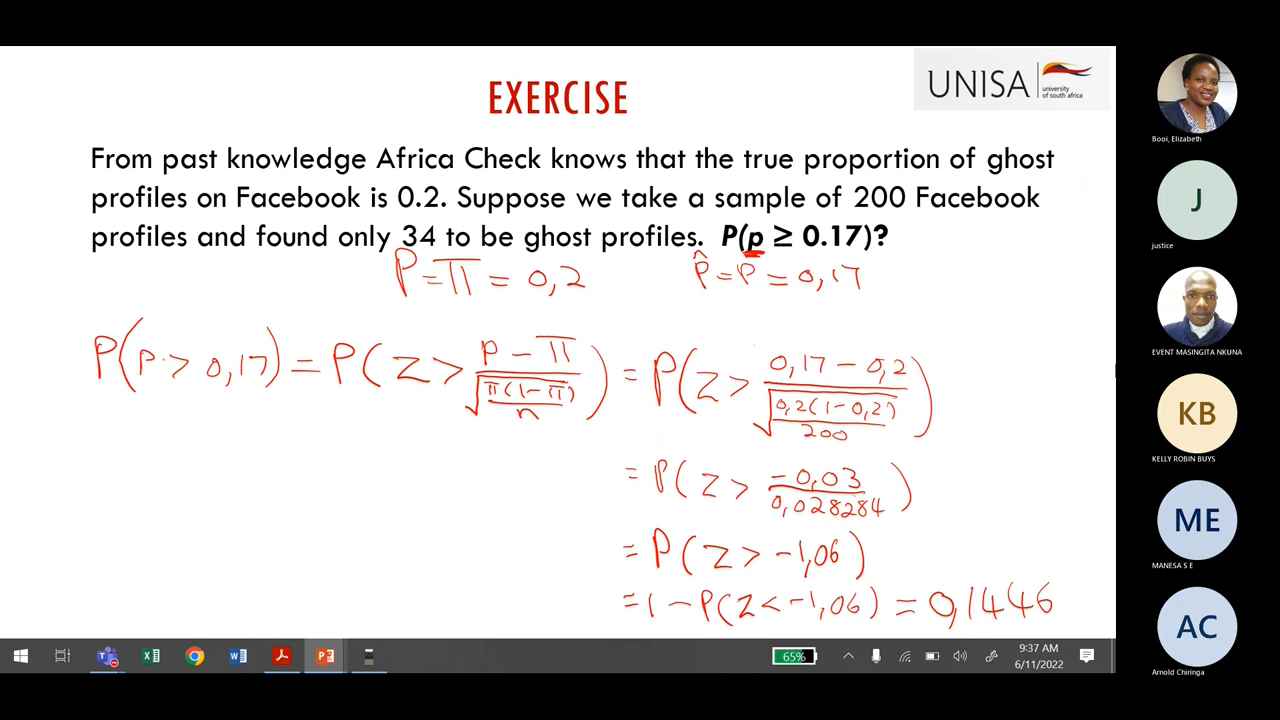 EXERCISE
UNISA
university
of south africa
From past knowledge Africa Check knows that the true proportion of ghost
profiles on Facebook is 0.2. Suppose we take a sample of 200 Facebook
profiles and found only 34 to be ghost profiles. P(p ≥ 0.17)?
P = π = 0,2
p̂ = P = 0,17
P(p > 0,17) = P(Z > (p − π) / √(π(1−π)/n)) = P(Z > (0,17 − 0,2) / √(0,2(1−0,2)/200))
= P(Z > −0,03 / 0,028284)
= P(Z > −1,06)
= 1 − P(Z < −1,06) = 0,1446
Booi, Elizabeth
J
justice
EVENT MASINGITA NKUNA
KB
KELLY ROBIN BUYS
ME
MANESA S E
AC
Arnold Chiringa
65%
9:37 AM
6/11/2022